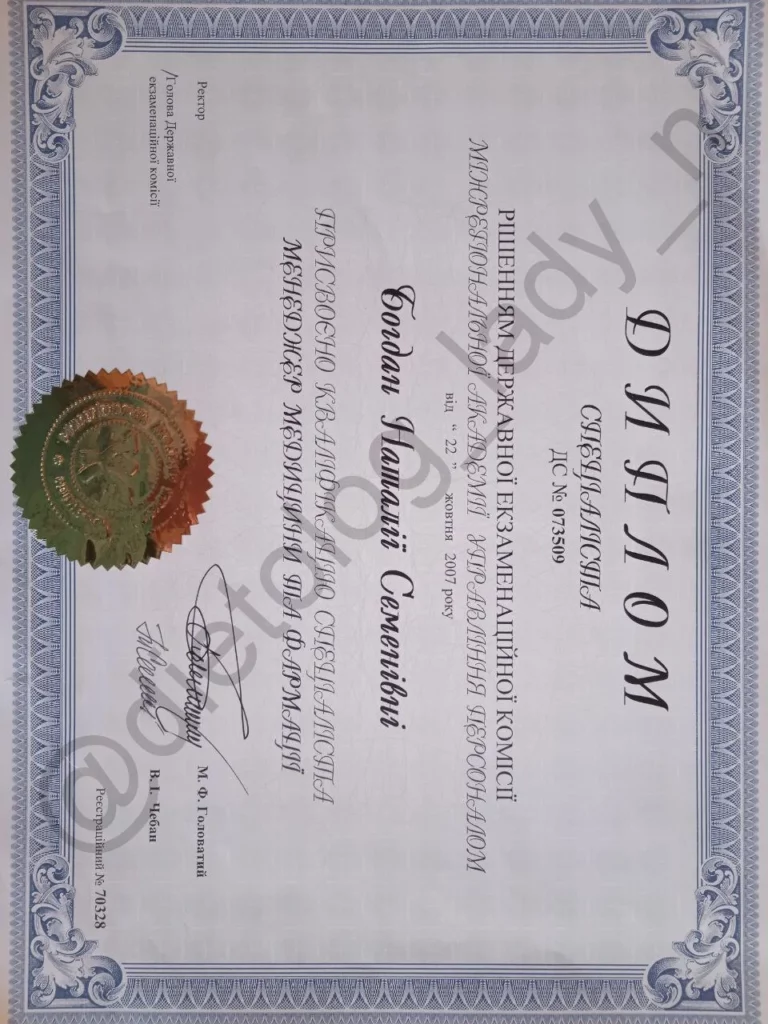 ДИПЛОМ
СПЕЦІАЛІСТА
ДС № 073509
РІШЕННЯМ ДЕРЖАВНОЇ ЕКЗАМЕНАЦІЙНОЇ КОМІСІЇ
МІЖРЕГІОНАЛЬНОЇ АКАДЕМІЇ УПРАВЛІННЯ ПЕРСОНАЛОМ
від “ 22 ” жовтня 2007 року
Богдан Наталії Семенівні
ПРИСВОЄНО КВАЛІФІКАЦІЮ СПЕЦІАЛІСТА
МЕНЕДЖЕР МЕДИЦИНИ ТА ФАРМАЦІЇ
Ректор М. Ф. Головатий
/Голова Державної
екзаменаційної комісії В. І. Чебан
Реєстраційний № 70328
@dietolog_lady_n